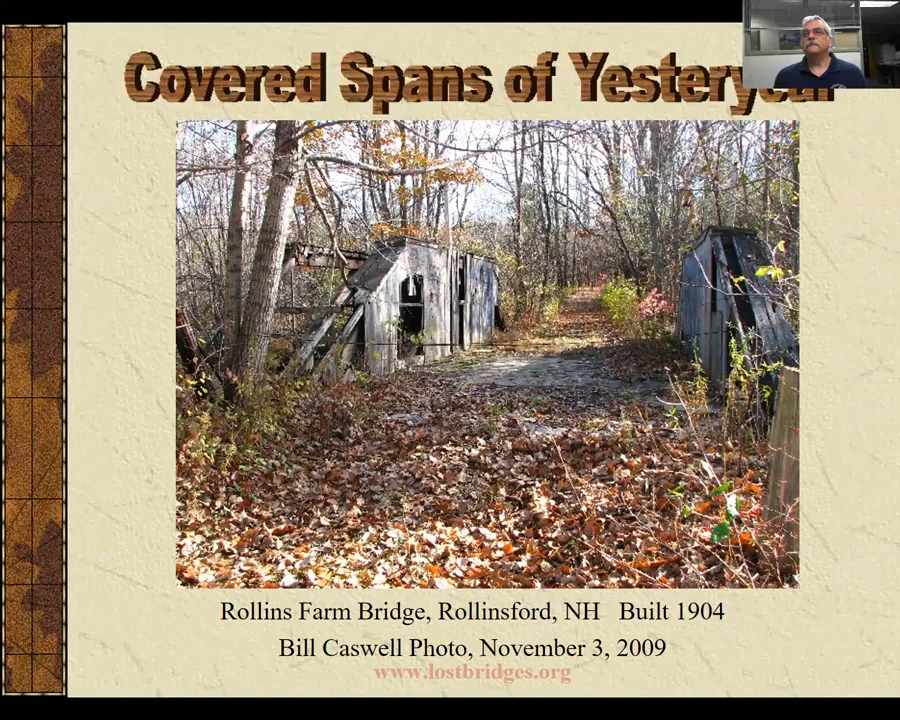 Covered Spans of Yesteryear
Rollins Farm Bridge, Rollinsford, NH Built 1904
Bill Caswell Photo, November 3, 2009
www.lostbridges.org